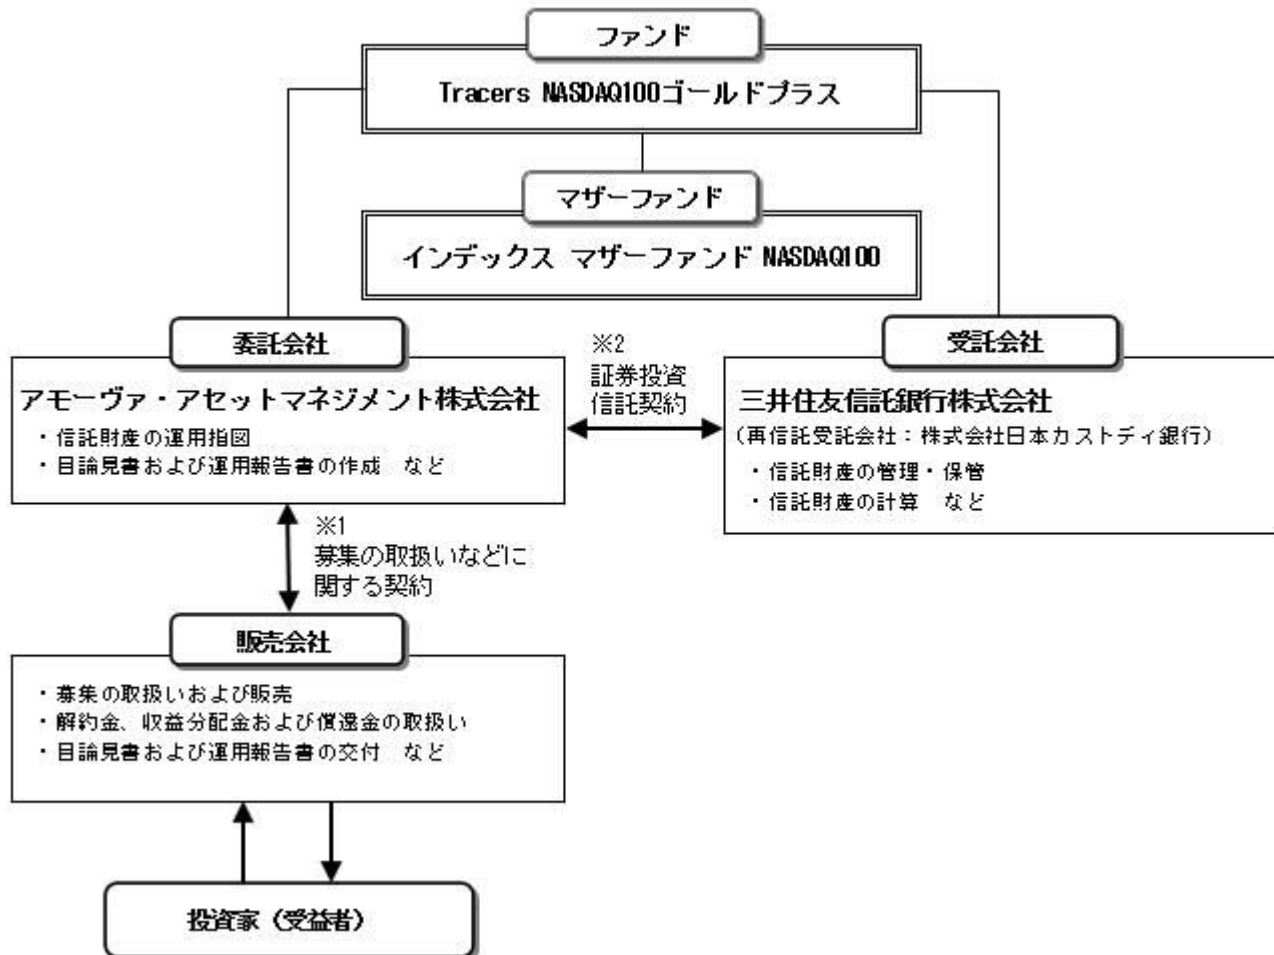 ファンド
Tracers NASDAQ100ゴールドプラス
マザーファンド
インデックス マザーファンド NASDAQ100
委託会社
アモーヴァ・アセットマネジメント株式会社
・信託財産の運用指図
・目論見書および運用報告書の作成 など
※2
証券投資
信託契約
受託会社
三井住友信託銀行株式会社
(再信託受託会社：株式会社日本カストディ銀行)
・信託財産の管理・保管
・信託財産の計算 など
※1
募集の取扱いなどに
関する契約
販売会社
・募集の取扱いおよび販売
・解約金、収益分配金および償還金の取扱い
・目論見書および運用報告書の交付 など
投資家（受益者）